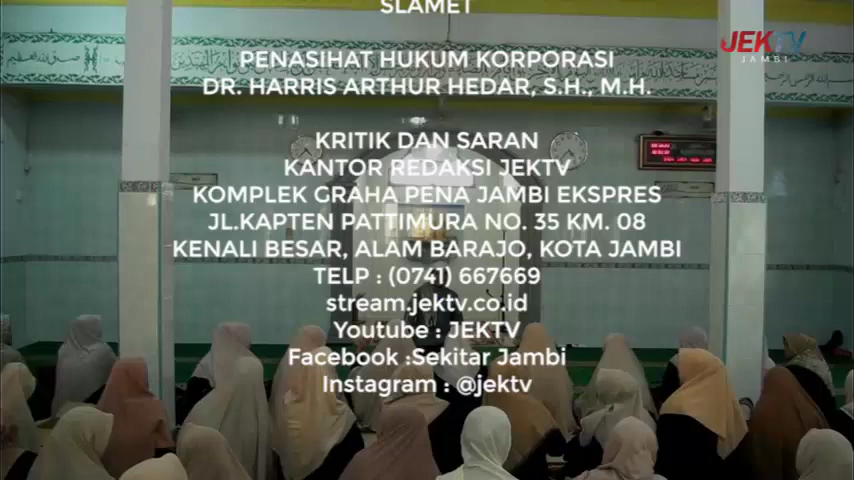 SLAMET
JEKTV
JAMBI
PENASIHAT HUKUM KORPORASI
DR. HARRIS ARTHUR HEDAR, S.H., M.H.
KRITIK DAN SARAN
KANTOR REDAKSI JEKTV
KOMPLEK GRAHA PENA JAMBI EKSPRES
JL.KAPTEN PATTIMURA NO. 35 KM. 08
KENALI BESAR, ALAM BARAJO, KOTA JAMBI
TELP : (0741) 667669
stream.jektv.co.id
Youtube : JEKTV
Facebook :Sekitar Jambi
Instagram : @jektv